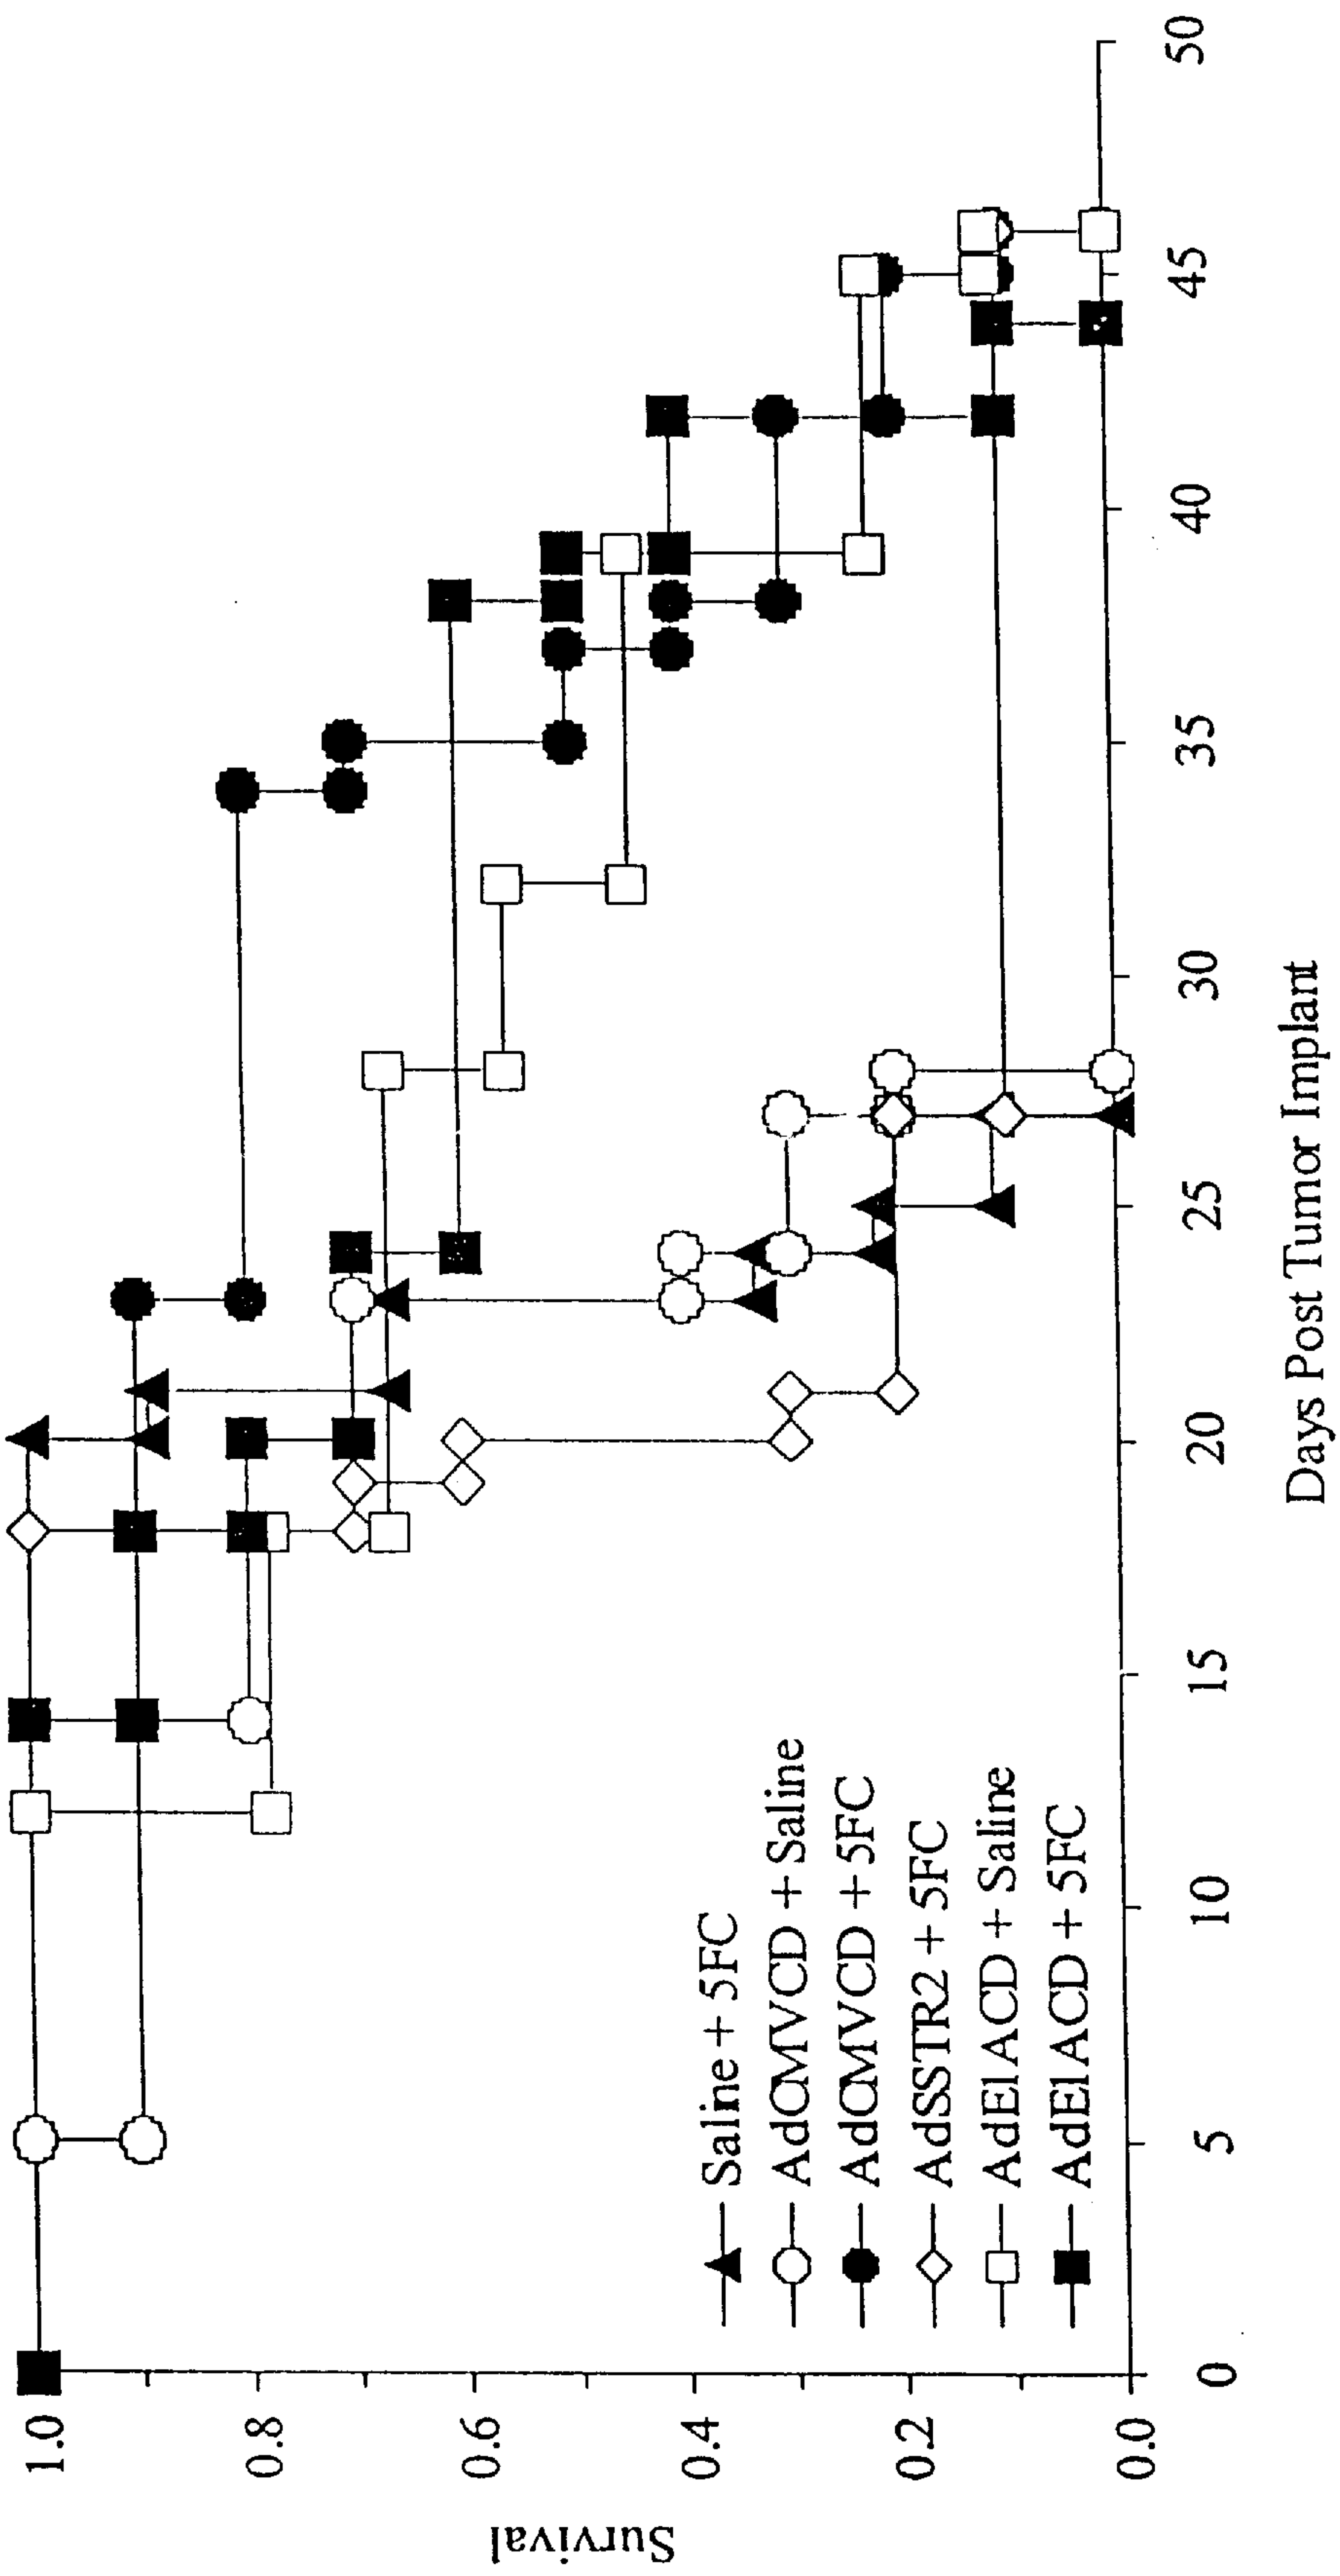 Survival
1.0
0.8
0.6
0.4
0.2
0.0
Saline + 5FC
AdCMVCD + Saline
AdCMVCD + 5FC
AdSSTR2 + 5FC
AdE1ACD + Saline
AdE1ACD + 5FC
0 5 10 15 20 25 30 35 40 45 50
Days Post Tumor Implant